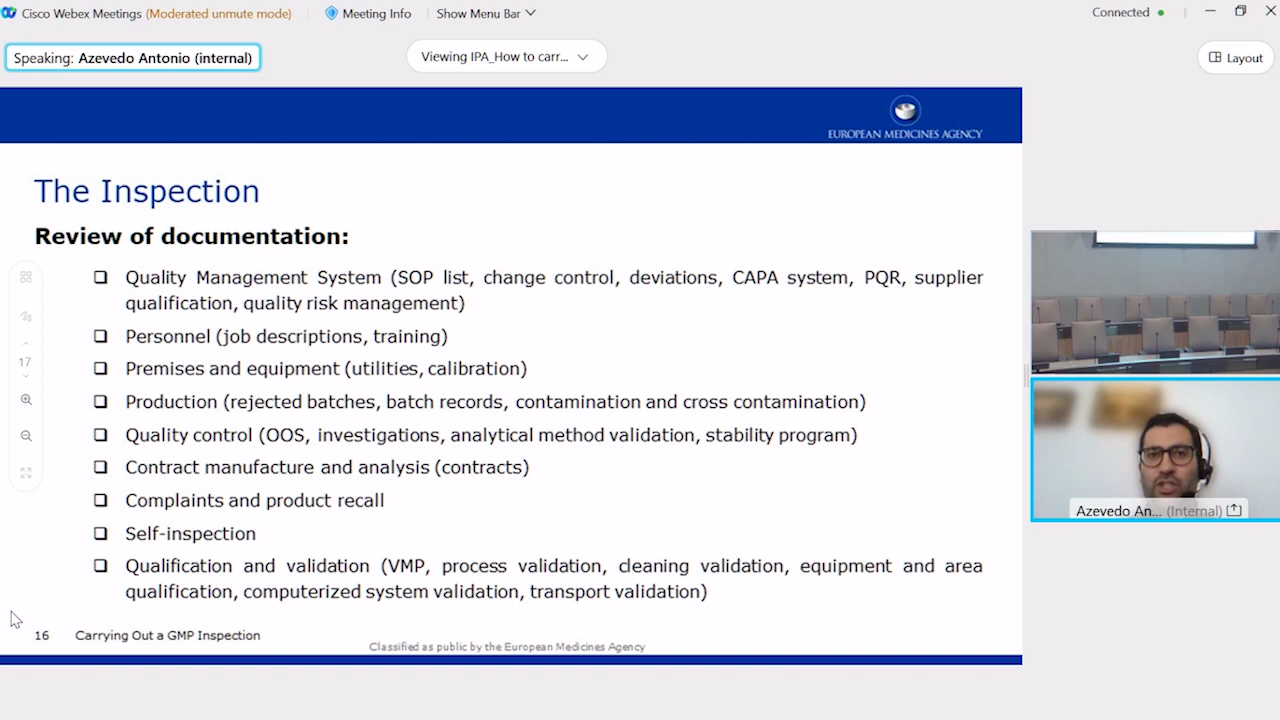 Cisco Webex Meetings (Moderated unmute mode)
Meeting Info
Show Menu Bar
Connected
Speaking: Azevedo Antonio (internal)
Viewing IPA_How to carr...
Layout
EUROPEAN MEDICINES AGENCY
The Inspection
Review of documentation:
Quality Management System (SOP list, change control, deviations, CAPA system, PQR, supplier
qualification, quality risk management)
Personnel (job descriptions, training)
Premises and equipment (utilities, calibration)
Production (rejected batches, batch records, contamination and cross contamination)
Quality control (OOS, investigations, analytical method validation, stability program)
Contract manufacture and analysis (contracts)
Complaints and product recall
Self-inspection
Qualification and validation (VMP, process validation, cleaning validation, equipment and area
qualification, computerized system validation, transport validation)
17
16 Carrying Out a GMP Inspection
Classified as public by the European Medicines Agency
Azevedo An... (Internal)